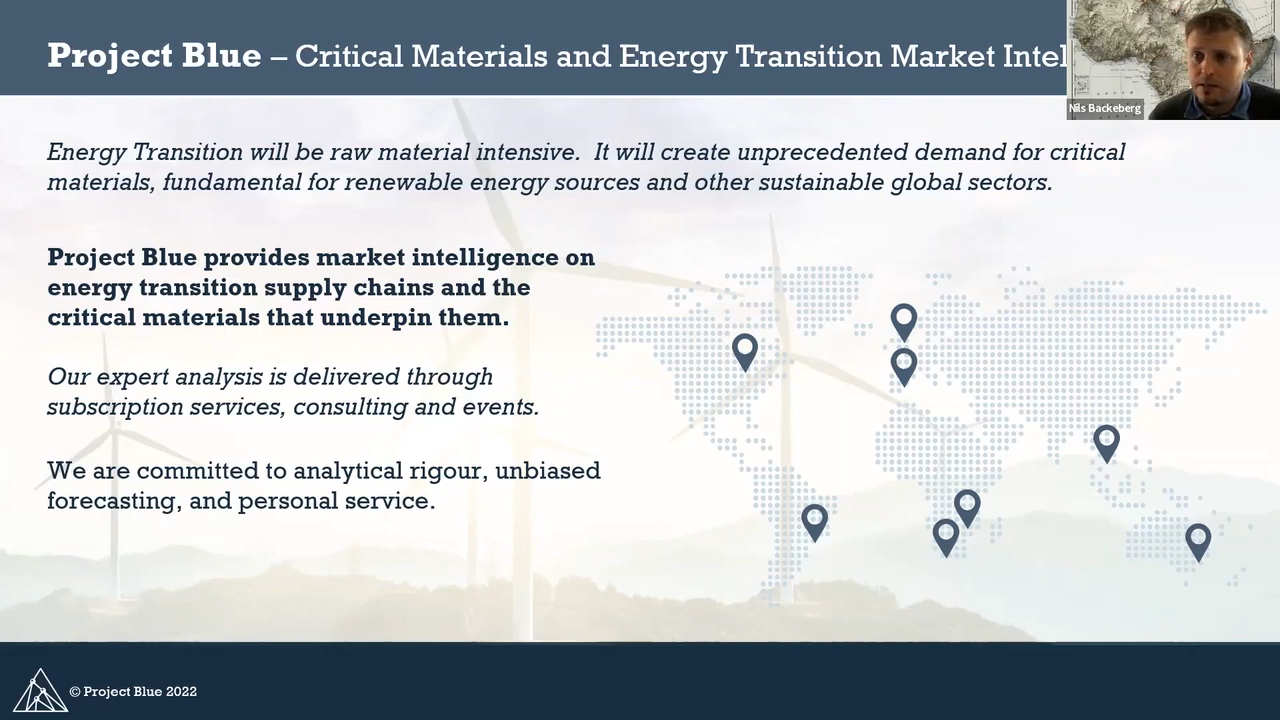 Project Blue – Critical Materials and Energy Transition Market Intel
Nils Backeberg
Energy Transition will be raw material intensive. It will create unprecedented demand for critical
materials, fundamental for renewable energy sources and other sustainable global sectors.
Project Blue provides market intelligence on
energy transition supply chains and the
critical materials that underpin them.
Our expert analysis is delivered through
subscription services, consulting and events.
We are committed to analytical rigour, unbiased
forecasting, and personal service.
© Project Blue 2022